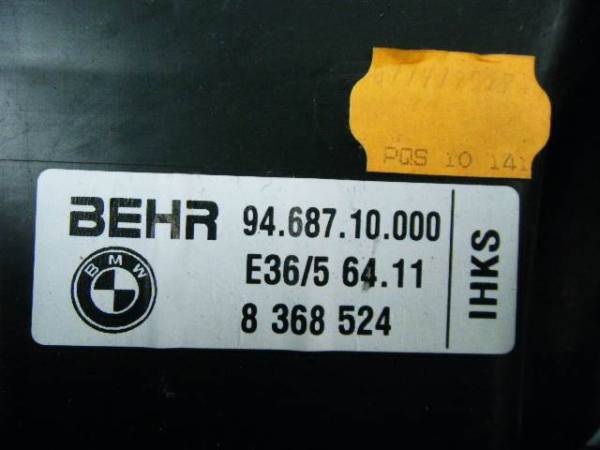 PQS 10 141
BEHR 94.687.10.000
BMW E36/5 64.11
8 368 524
IHKS